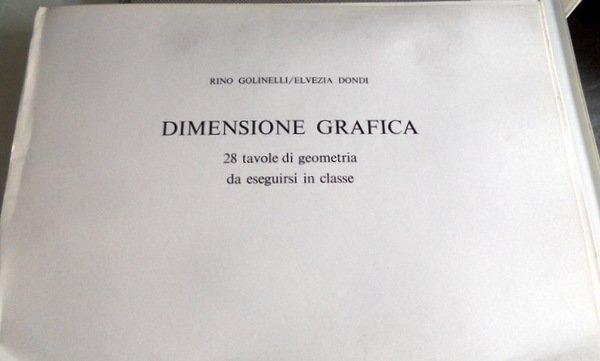 RINO GOLINELLI/ELVEZIA DONDI
DIMENSIONE GRAFICA
28 tavole di geometria
da eseguirsi in classe